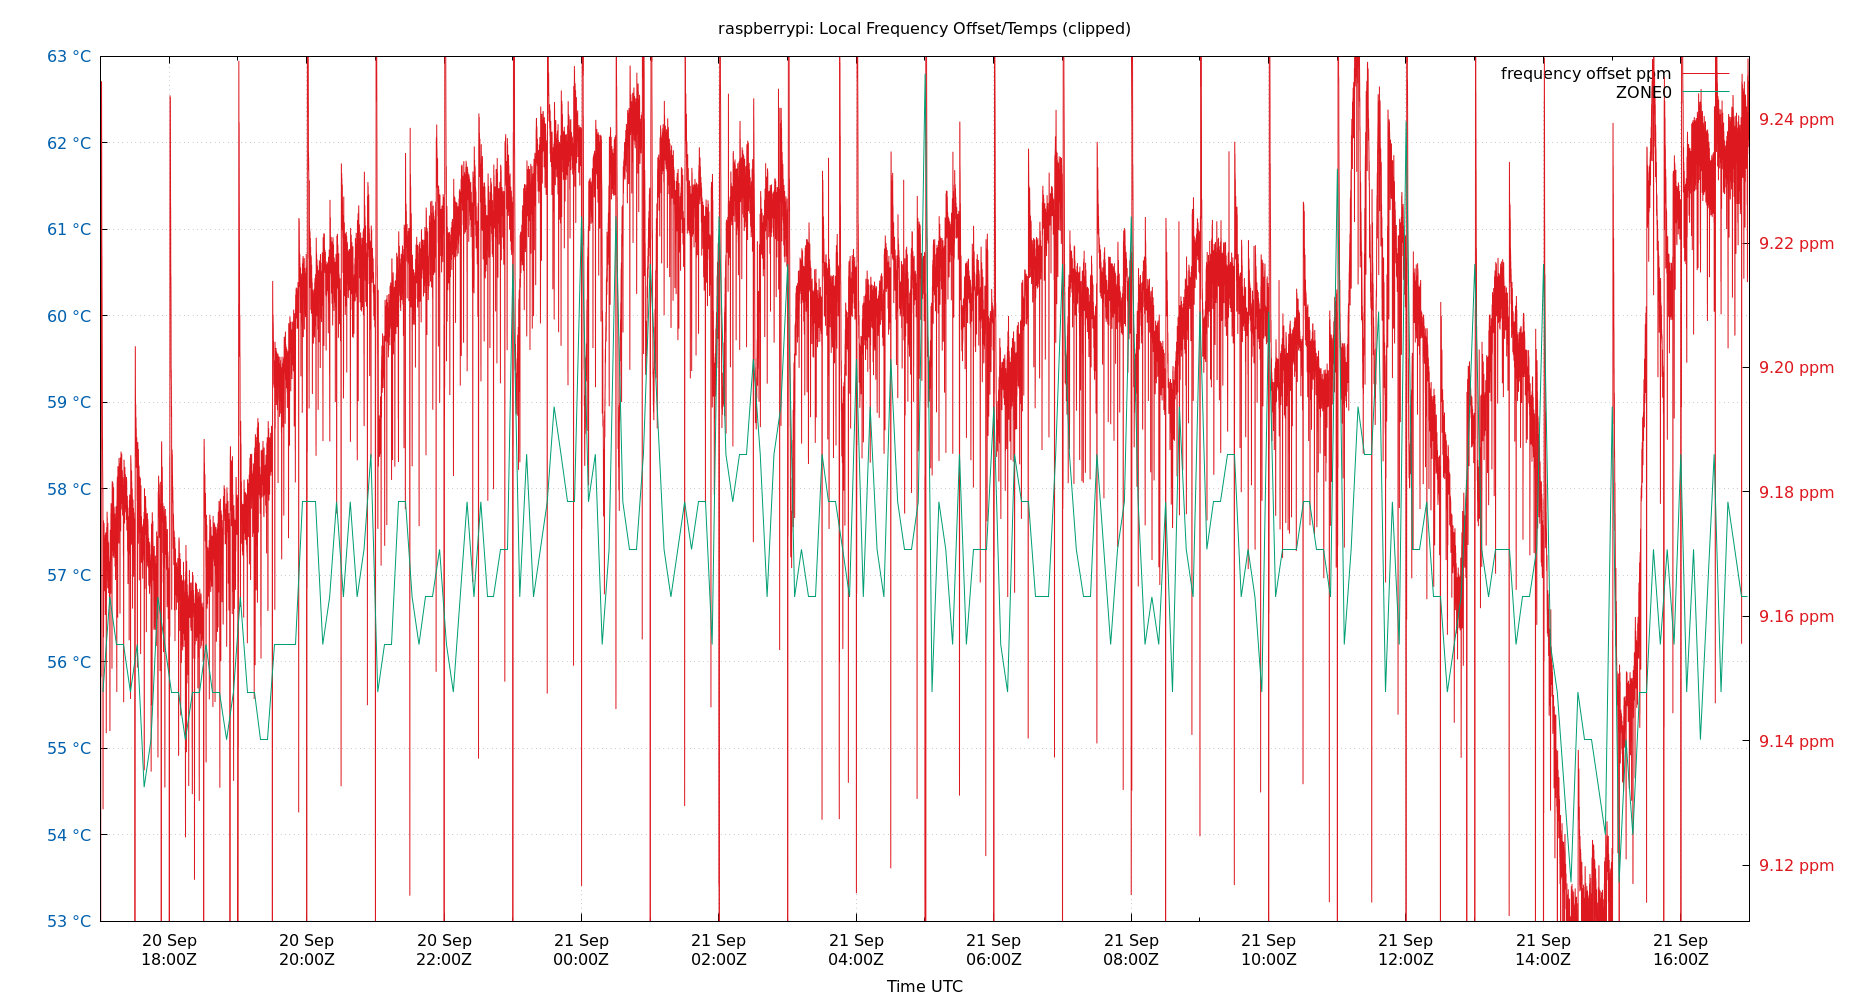 raspberrypi: Local Frequency Offset/Temps (clipped)
frequency offset ppm
ZONE0
63 °C
62 °C
61 °C
60 °C
59 °C
58 °C
57 °C
56 °C
55 °C
54 °C
53 °C
9.24 ppm
9.22 ppm
9.20 ppm
9.18 ppm
9.16 ppm
9.14 ppm
9.12 ppm
20 Sep 20 Sep 20 Sep 21 Sep 21 Sep 21 Sep 21 Sep 21 Sep 21 Sep 21 Sep 21 Sep 21 Sep
18:00Z 20:00Z 22:00Z 00:00Z 02:00Z 04:00Z 06:00Z 08:00Z 10:00Z 12:00Z 14:00Z 16:00Z
Time UTC